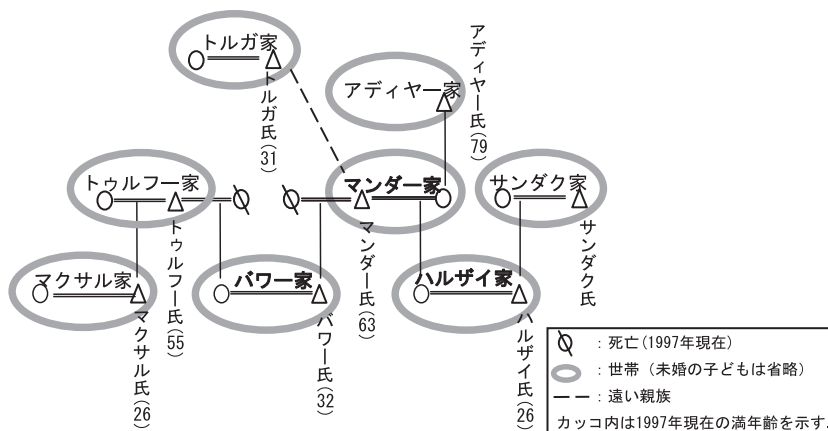 トルガ家
トルガ氏(31)
アディヤー家
アディヤー氏(79)
トゥルフー家
トゥルフー氏(55)
マンダー家
マンダー氏(63)
サンダク家
サンダク氏
マクサル家
マクサル氏(26)
バワー家
バワー氏(32)
ハルザイ家
ハルザイ氏(26)
:死亡(1997年現在)
:世帯(未婚の子どもは省略)
:遠い親族
カッコ内は1997年現在の満年齢を示す.